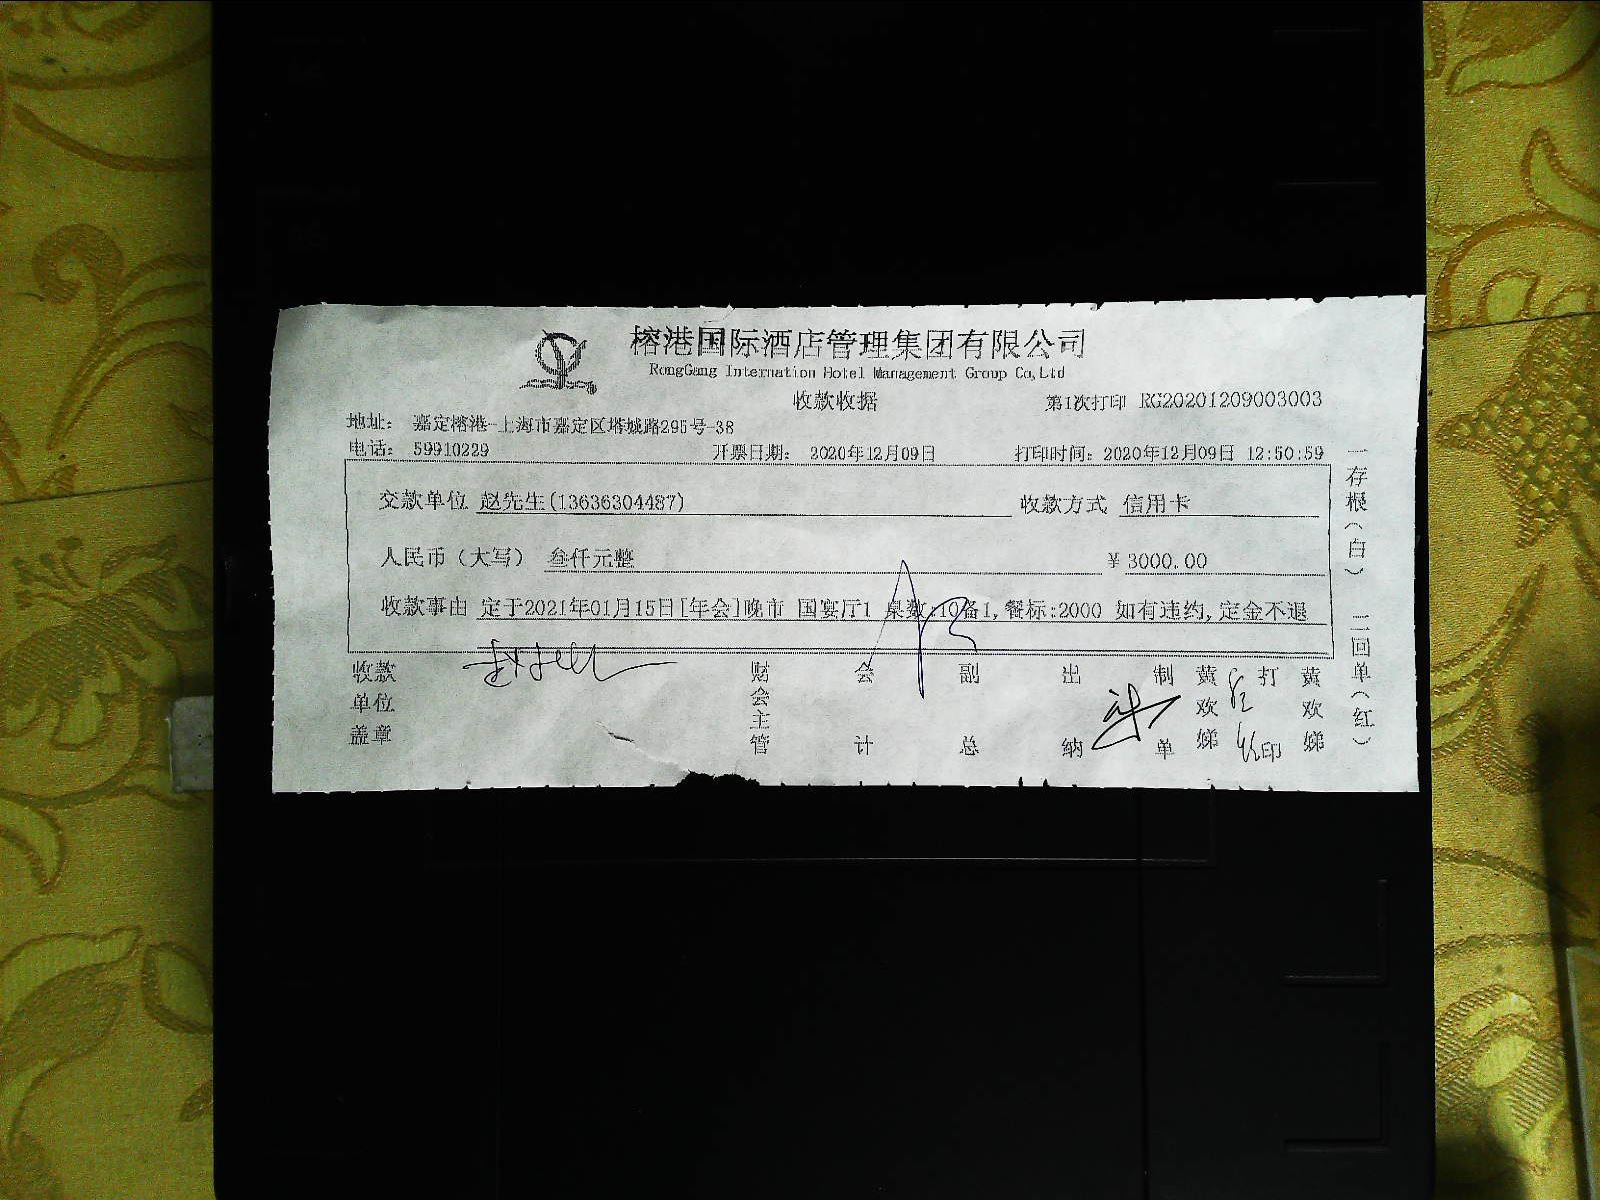 榕港国际酒店管理集团有限公司
RongGang Internation Hotel Management Group Co,Ltd
收款收据
第1次打印 RG20201209003003
地址： 嘉定榕港-上海市嘉定区塔城路295号-38
电话： 59910229 开票日期： 2020年12月09日 打印时间：2020年12月09日 12:50:59
交款单位 赵先生(13636304487) 收款方式 信用卡
人民币（大写） 叁仟元整 ￥3000.00
收款事由 定于2021年01月15日[年会]晚市 国宴厅1 桌数:10备1,餐标:2000 如有违约,定金不退
收款单位盖章
财会主管
会计
副总
出纳
制单
黄欢娣
打印
黄欢娣
一存根（白） 二回单（红）